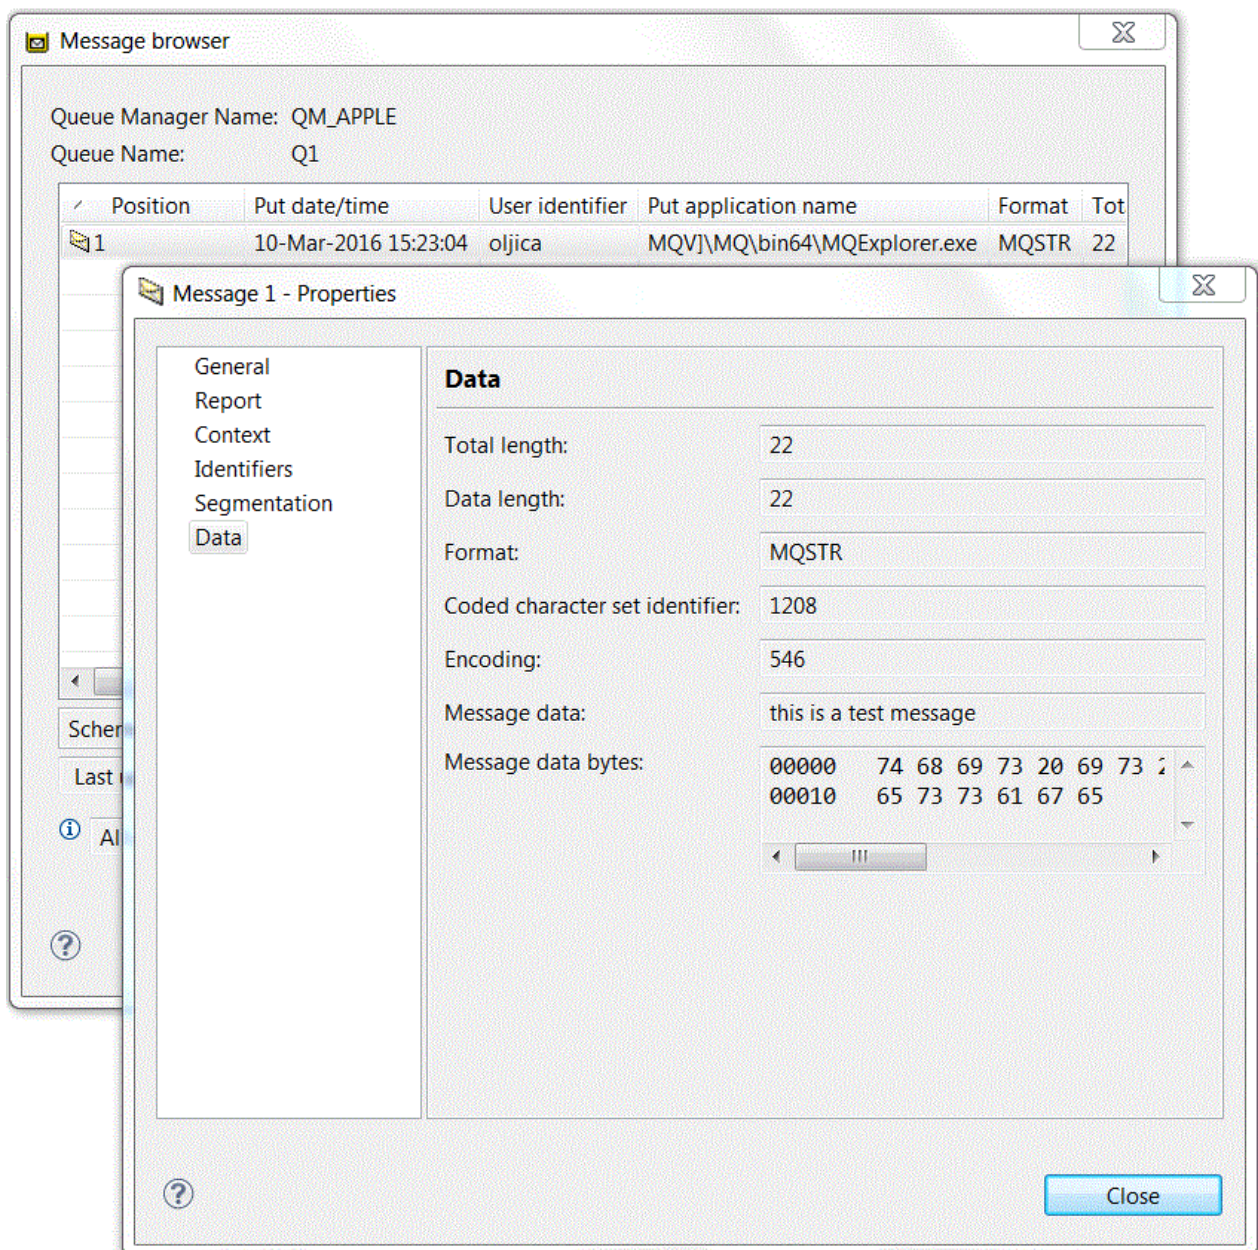 Message browser
Queue Manager Name: QM_APPLE
Queue Name: Q1
Position Put date/time User identifier Put application name Format Tot
1 10-Mar-2016 15:23:04 oljica MQV]\MQ\bin64\MQExplorer.exe MQSTR 22
Message 1 - Properties
General
Report
Context
Identifiers
Segmentation
Data
Data
Total length: 22
Data length: 22
Format: MQSTR
Coded character set identifier: 1208
Encoding: 546
Message data: this is a test message
Message data bytes:
00000 74 68 69 73 20 69 73
00010 65 73 73 61 67 65
Last
Close